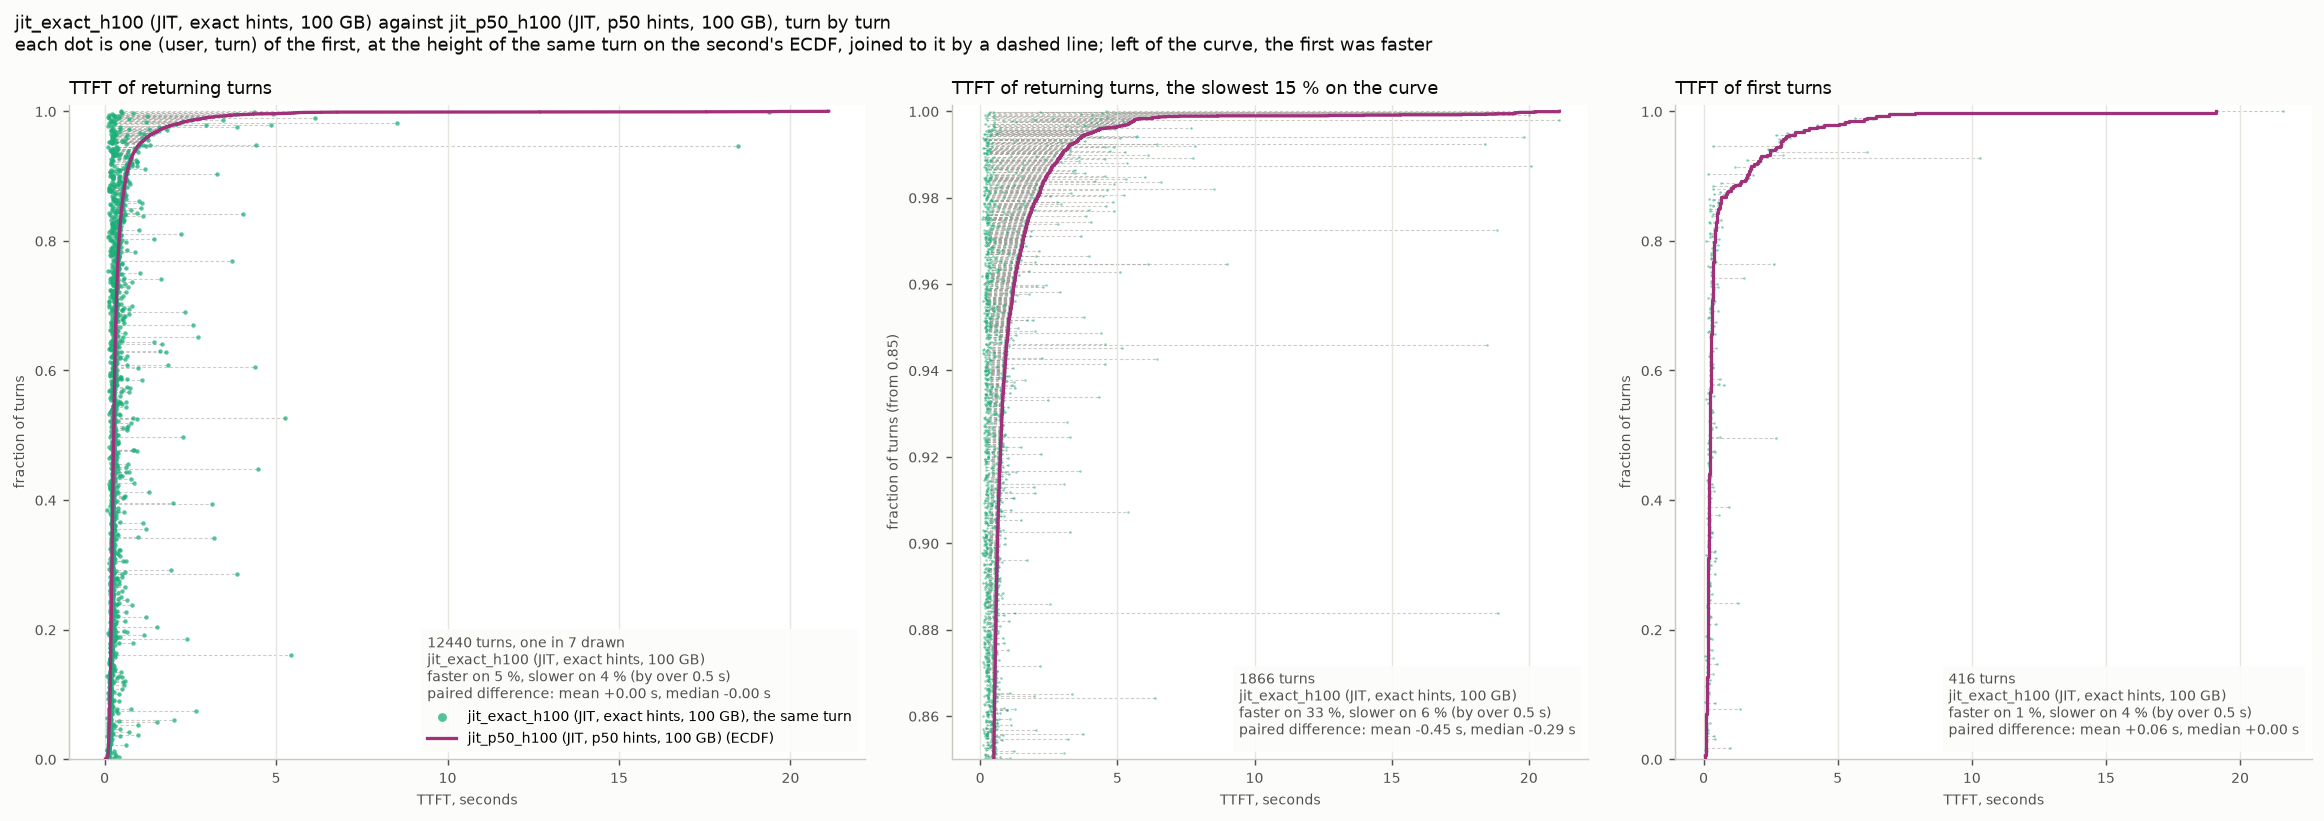 jit_exact_h100 (JIT, exact hints, 100 GB) against jit_p50_h100 (JIT, p50 hints, 100 GB), turn by turn
each dot is one (user, turn) of the first, at the height of the same turn on the second's ECDF, joined to it by a dashed line; left of the curve, the first was faster
TTFT of returning turns
1.0
0.8
0.6
0.4
0.2
0.0
fraction of turns
0
5
10
15
20
TTFT, seconds
12440 turns, one in 7 drawn
jit_exact_h100 (JIT, exact hints, 100 GB)
faster on 5 %, slower on 4 % (by over 0.5 s)
paired difference: mean +0.00 s, median -0.00 s
jit_exact_h100 (JIT, exact hints, 100 GB), the same turn
jit_p50_h100 (JIT, p50 hints, 100 GB) (ECDF)
TTFT of returning turns, the slowest 15 % on the curve
1.00
0.98
0.96
0.94
0.92
0.90
0.88
0.86
fraction of turns (from 0.85)
0
5
10
15
20
TTFT, seconds
1866 turns
jit_exact_h100 (JIT, exact hints, 100 GB)
faster on 33 %, slower on 6 % (by over 0.5 s)
paired difference: mean -0.45 s, median -0.29 s
TTFT of first turns
1.0
0.8
0.6
0.4
0.2
0.0
fraction of turns
0
5
10
15
20
TTFT, seconds
416 turns
jit_exact_h100 (JIT, exact hints, 100 GB)
faster on 1 %, slower on 4 % (by over 0.5 s)
paired difference: mean +0.06 s, median +0.00 s